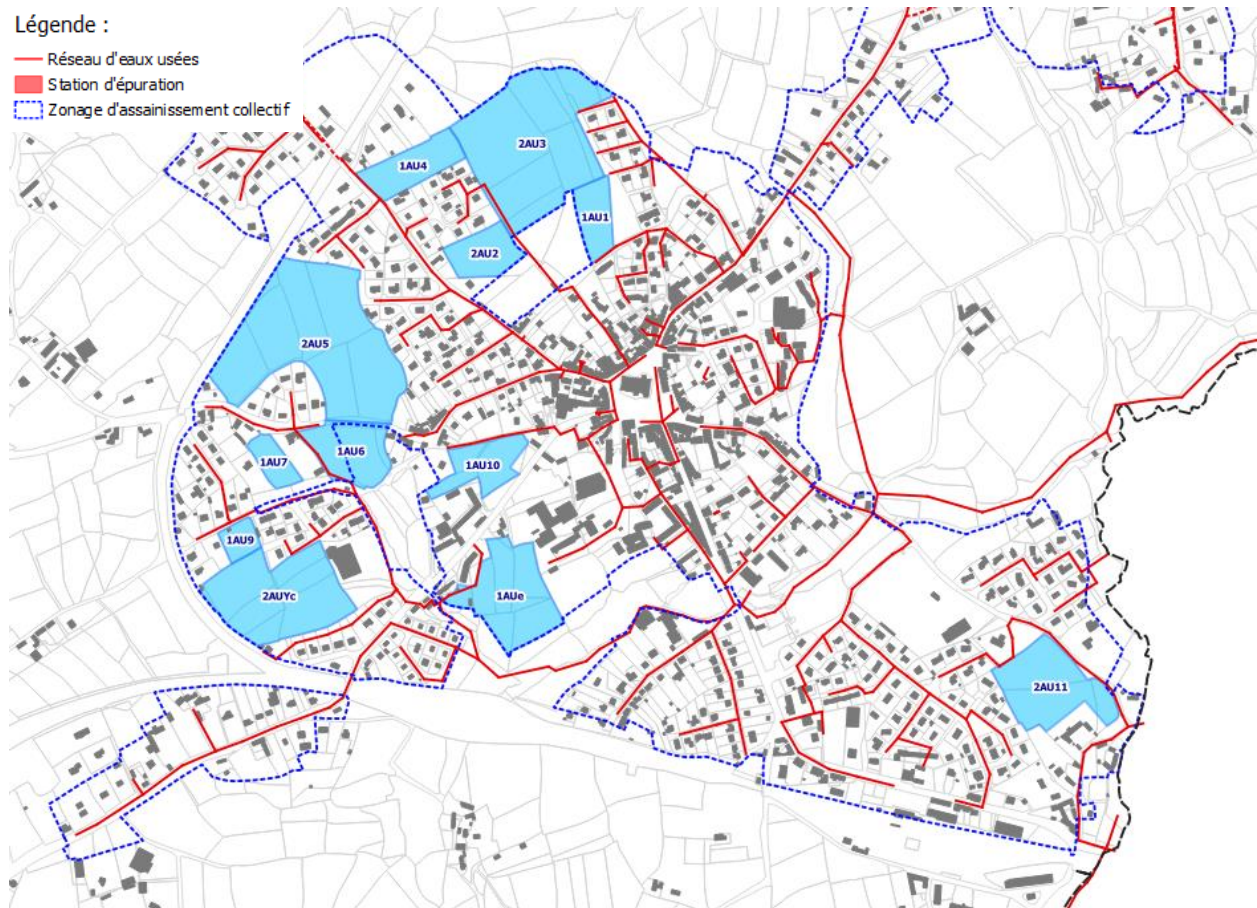 Légende :
Réseau d'eaux usées
Station d'épuration
Zonage d'assainissement collectif
2AU3
1AU4
1AU1
2AU2
2AU5
1AU6
1AU7
1AU10
1AU9
2AUYc
1AUe
2AU11